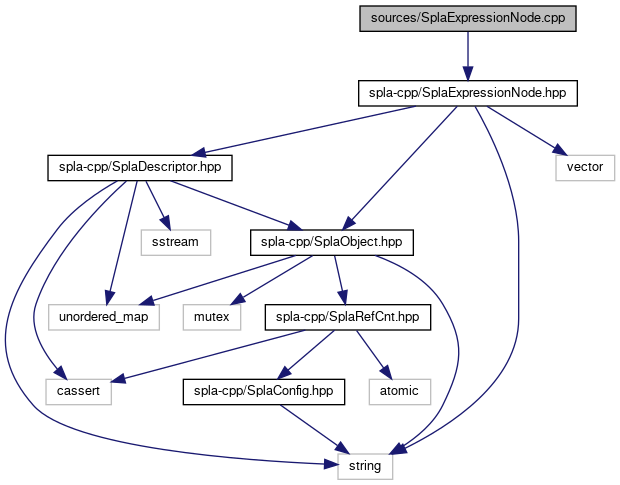 sources/SplaExpressionNode.cpp
spla-cpp/SplaExpressionNode.hpp
spla-cpp/SplaDescriptor.hpp
vector
sstream
spla-cpp/SplaObject.hpp
unordered_map
mutex
spla-cpp/SplaRefCnt.hpp
cassert
spla-cpp/SplaConfig.hpp
atomic
string